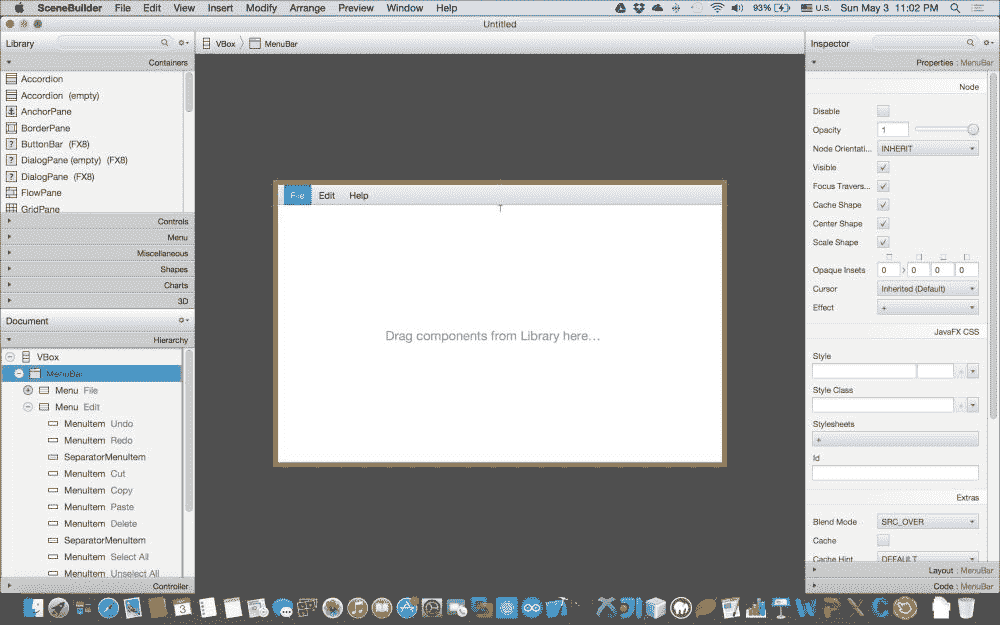 SceneBuilder File Edit View Insert Modify Arrange Preview Window Help 93% U.S. Sun May 3 11:02 PM
Untitled
Library
Containers
Accordion
Accordion (empty)
AnchorPane
BorderPane
ButtonBar (FX8)
DialogPane (empty) (FX8)
DialogPane (FX8)
FlowPane
GridPane
Controls
Menu
Miscellaneous
Shapes
Charts
3D
Document
Hierarchy
VBox
MenuBar
Menu File
Menu Edit
MenuItem Undo
MenuItem Redo
SeparatorMenuItem
MenuItem Cut
MenuItem Copy
MenuItem Paste
MenuItem Delete
SeparatorMenuItem
MenuItem Select All
MenuItem Unselect All
Controller
VBox MenuBar
File Edit Help
Drag components from Library here…
Inspector
Properties : MenuBar
Node
Disable
Opacity 1
Node Orientati... INHERIT
Visible
Focus Travers...
Cache Shape
Center Shape
Scale Shape
Opaque Insets 0 0 0 0
Cursor Inherited (Default)
Effect +
JavaFX CSS
Style
+
Style Class
+
Stylesheets
+
Id
Extras
Blend Mode SRC_OVER
Cache
Cache Hint DEFAULT
Layout : MenuBar
Code : MenuBar
3